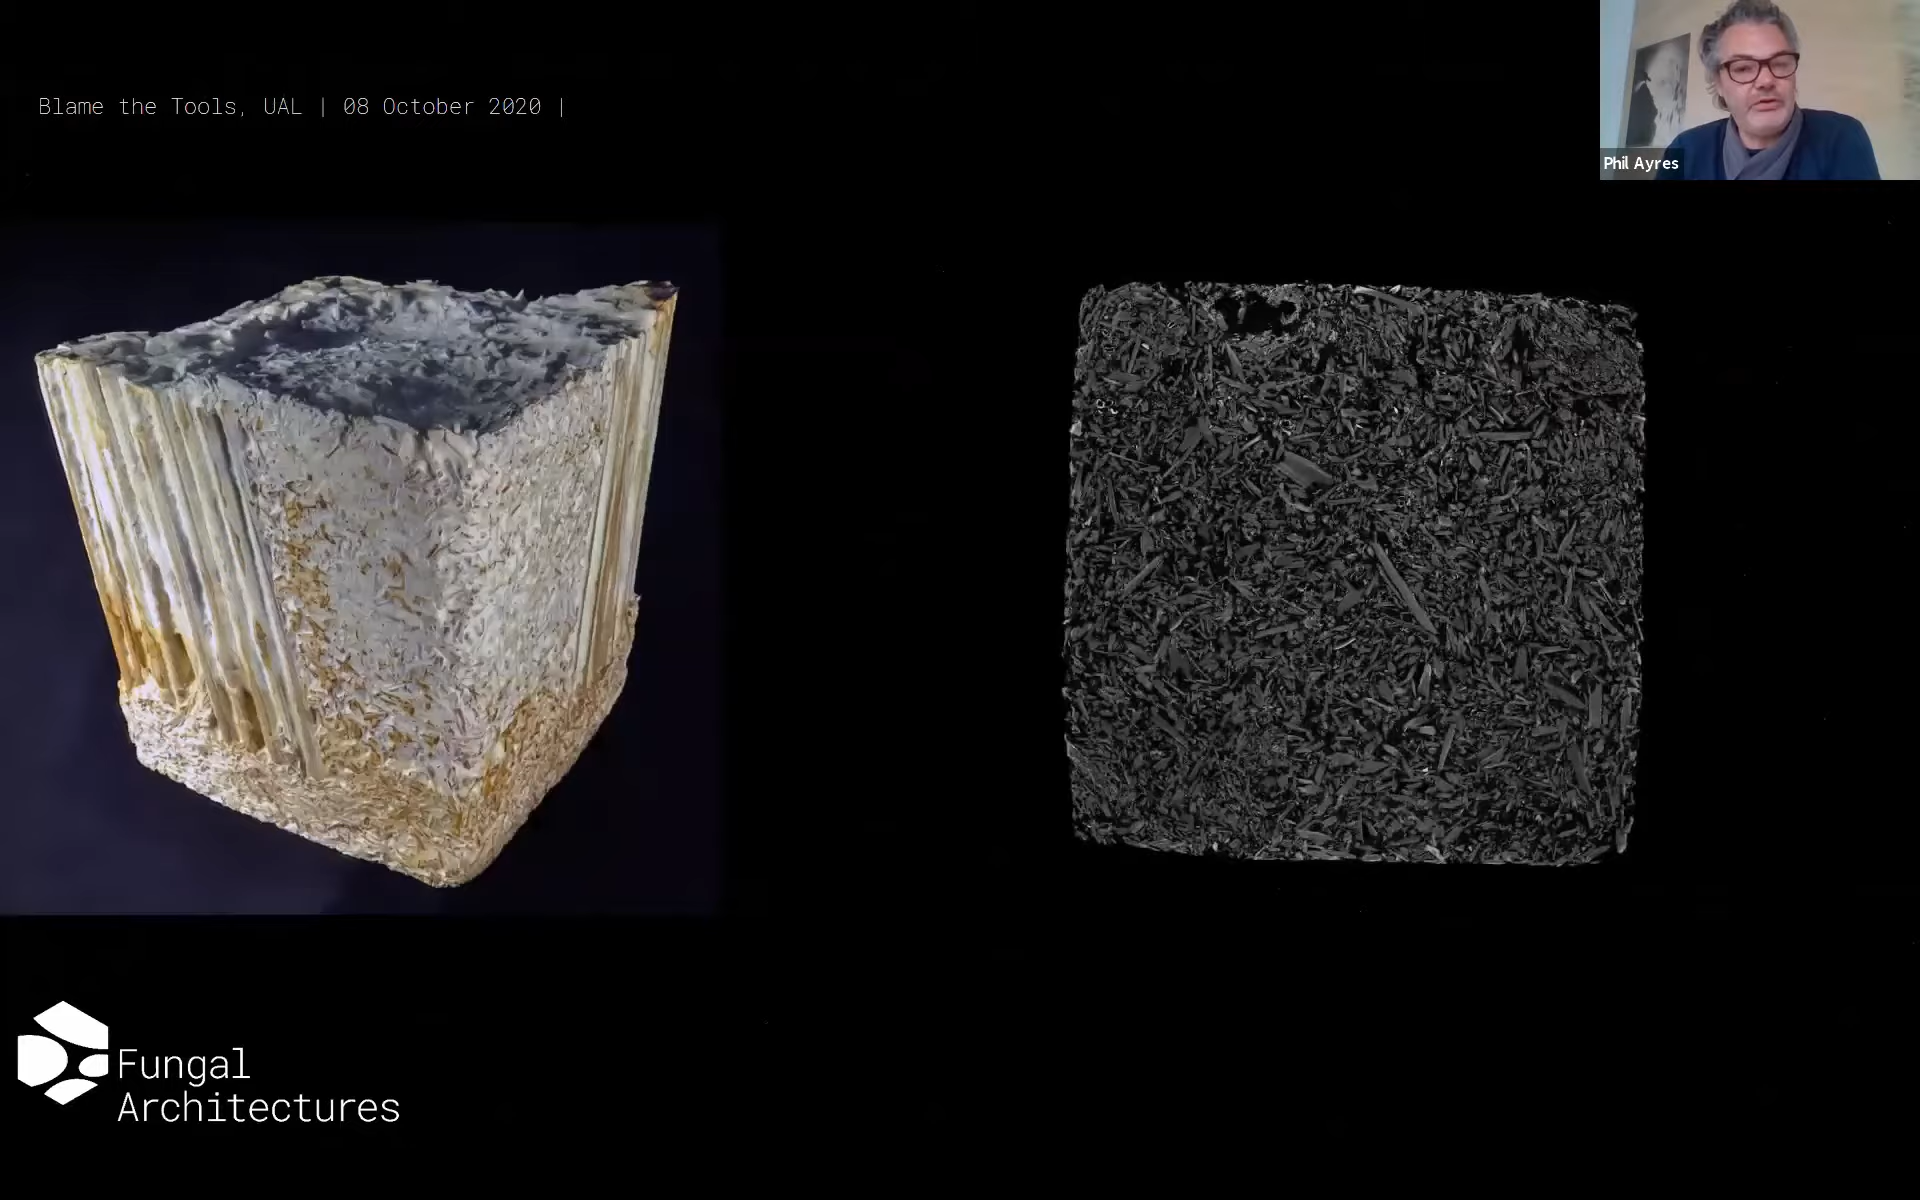 Blame the Tools, UAL | 08 October 2020 |
Phil Ayres
Fungal
Architectures